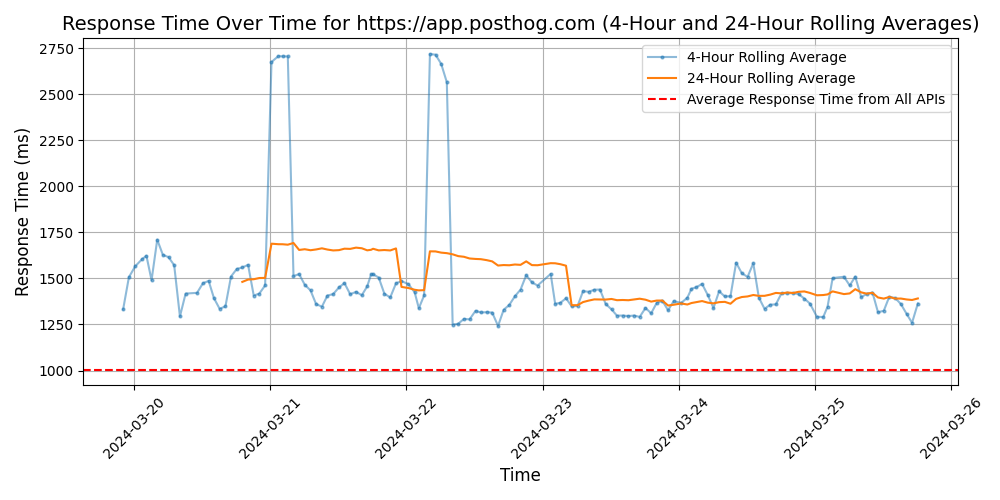 Response Time Over Time for https://app.posthog.com (4-Hour and 24-Hour Rolling Averages)
4-Hour Rolling Average
24-Hour Rolling Average
Average Response Time from All APIs
Response Time (ms)
2750
2500
2250
2000
1750
1500
1250
1000
2024-03-20
2024-03-21
2024-03-22
2024-03-23
2024-03-24
2024-03-25
2024-03-26
Time